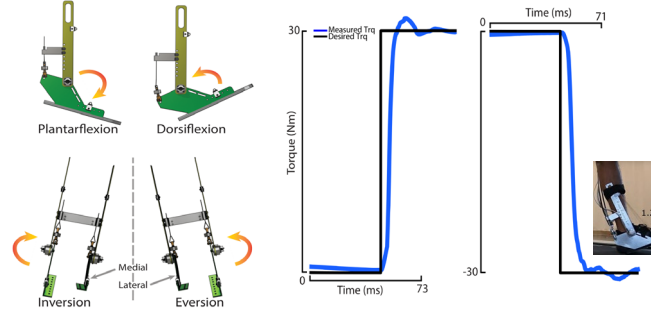 Plantarflexion
Dorsiflexion
Medial
Lateral
Inversion
Eversion
30
Measured Trq
Desired Trq
Torque (Nm)
0
Time (ms)
73
Time (ms)
0
71
-30